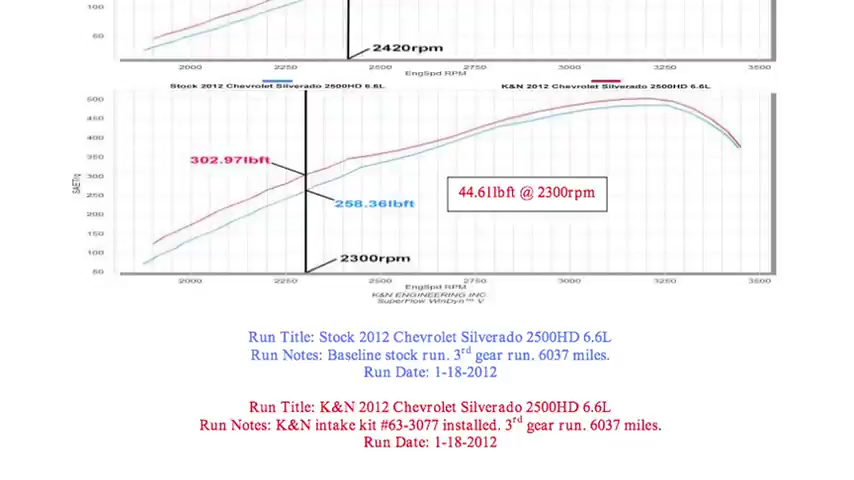 100
50
2420rpm
2000 2250 2500 2750 3000 3250 3500
EngSpd RPM
Stock 2012 Chevrolet Silverado 2500HD 6.6L K&N 2012 Chevrolet Silverado 2500HD 6.6L
500
450
400
350
302.97lbft
SAETrq
300
44.61lbft @ 2300rpm
250
258.36lbft
200
150
100
2300rpm
50
2000 2250 2500 2750 3000 3250 3500
EngSpd RPM
K&N ENGINEERING INC.
SuperFlow WinDyn™ V
Run Title: Stock 2012 Chevrolet Silverado 2500HD 6.6L
Run Notes: Baseline stock run. 3rd gear run. 6037 miles.
Run Date: 1-18-2012
Run Title: K&N 2012 Chevrolet Silverado 2500HD 6.6L
Run Notes: K&N intake kit #63-3077 installed. 3rd gear run. 6037 miles.
Run Date: 1-18-2012